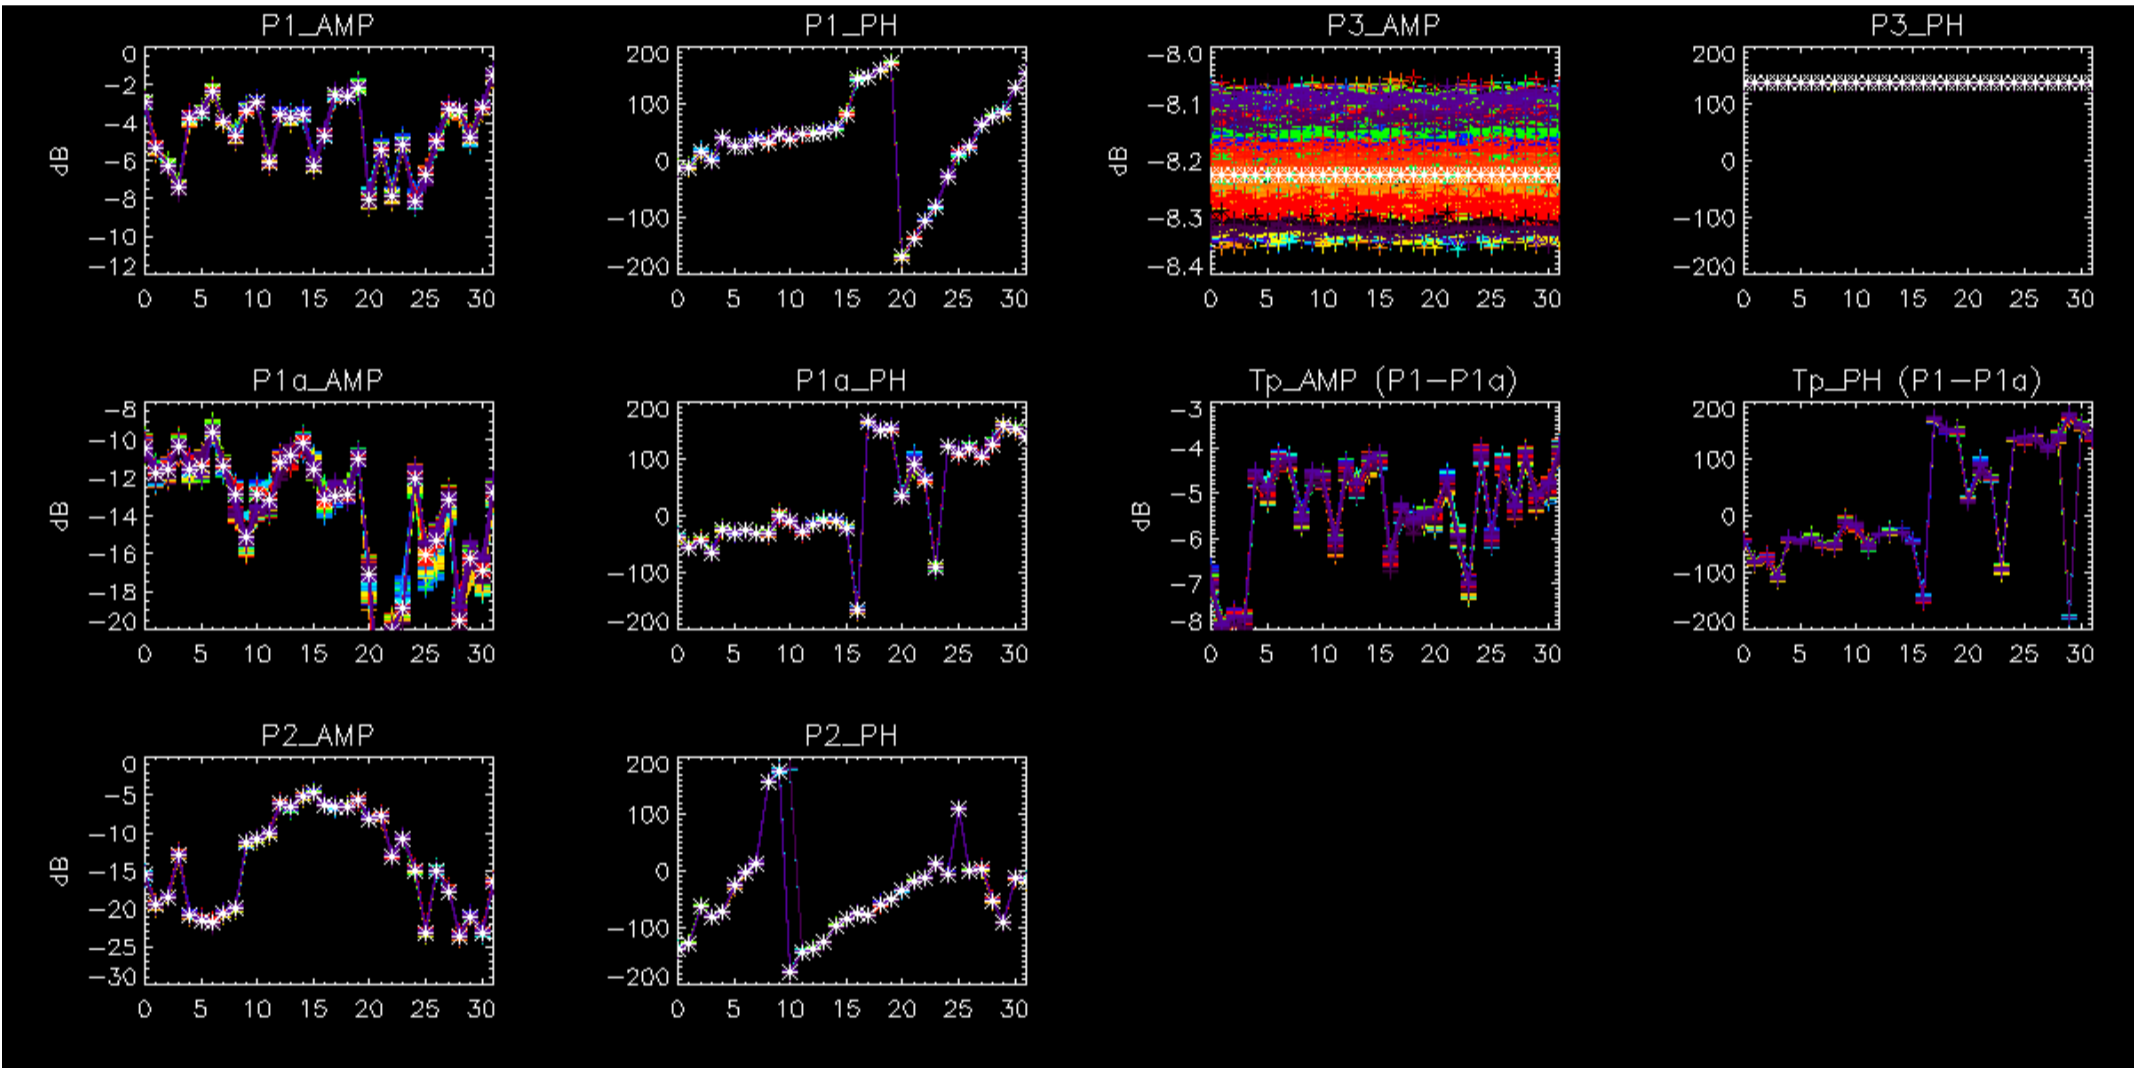 P1_AMP
0
−2
−4
−6
−8
−10
−12
dB
0 5 10 15 20 25 30
P1_PH
200
100
0
−100
−200
0 5 10 15 20 25 30
P3_AMP
−8.0
−8.1
−8.2
−8.3
−8.4
dB
0 5 10 15 20 25 30
P3_PH
200
100
0
−100
−200
0 5 10 15 20 25 30
P1a_AMP
−8
−10
−12
−14
−16
−18
−20
dB
0 5 10 15 20 25 30
P1a_PH
200
100
0
−100
−200
0 5 10 15 20 25 30
Tp_AMP (P1−P1a)
−3
−4
−5
−6
−7
−8
dB
0 5 10 15 20 25 30
Tp_PH (P1−P1a)
200
100
0
−100
−200
0 5 10 15 20 25 30
P2_AMP
0
−5
−10
−15
−20
−25
−30
dB
0 5 10 15 20 25 30
P2_PH
200
100
0
−100
−200
0 5 10 15 20 25 30